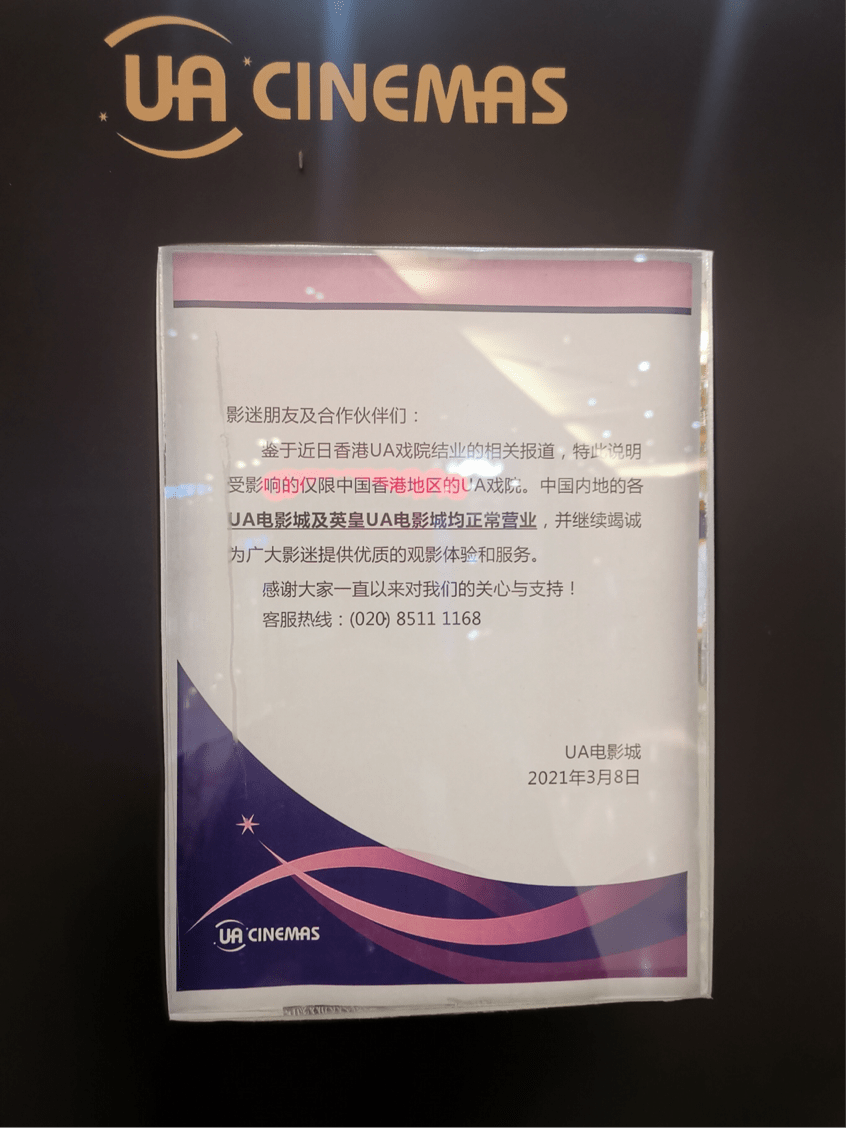 UA CINEMAS
影迷朋友及合作伙伴们：
鉴于近日香港UA戏院结业的相关报道，特此说明
受影响的仅限中国香港地区的UA戏院。中国内地的各
UA电影城及英皇UA电影城均正常营业，并继续竭诚
为广大影迷提供优质的观影体验和服务。
感谢大家一直以来对我们的关心与支持！
客服热线：(020) 8511 1168
UA电影城
2021年3月8日
UA CINEMAS